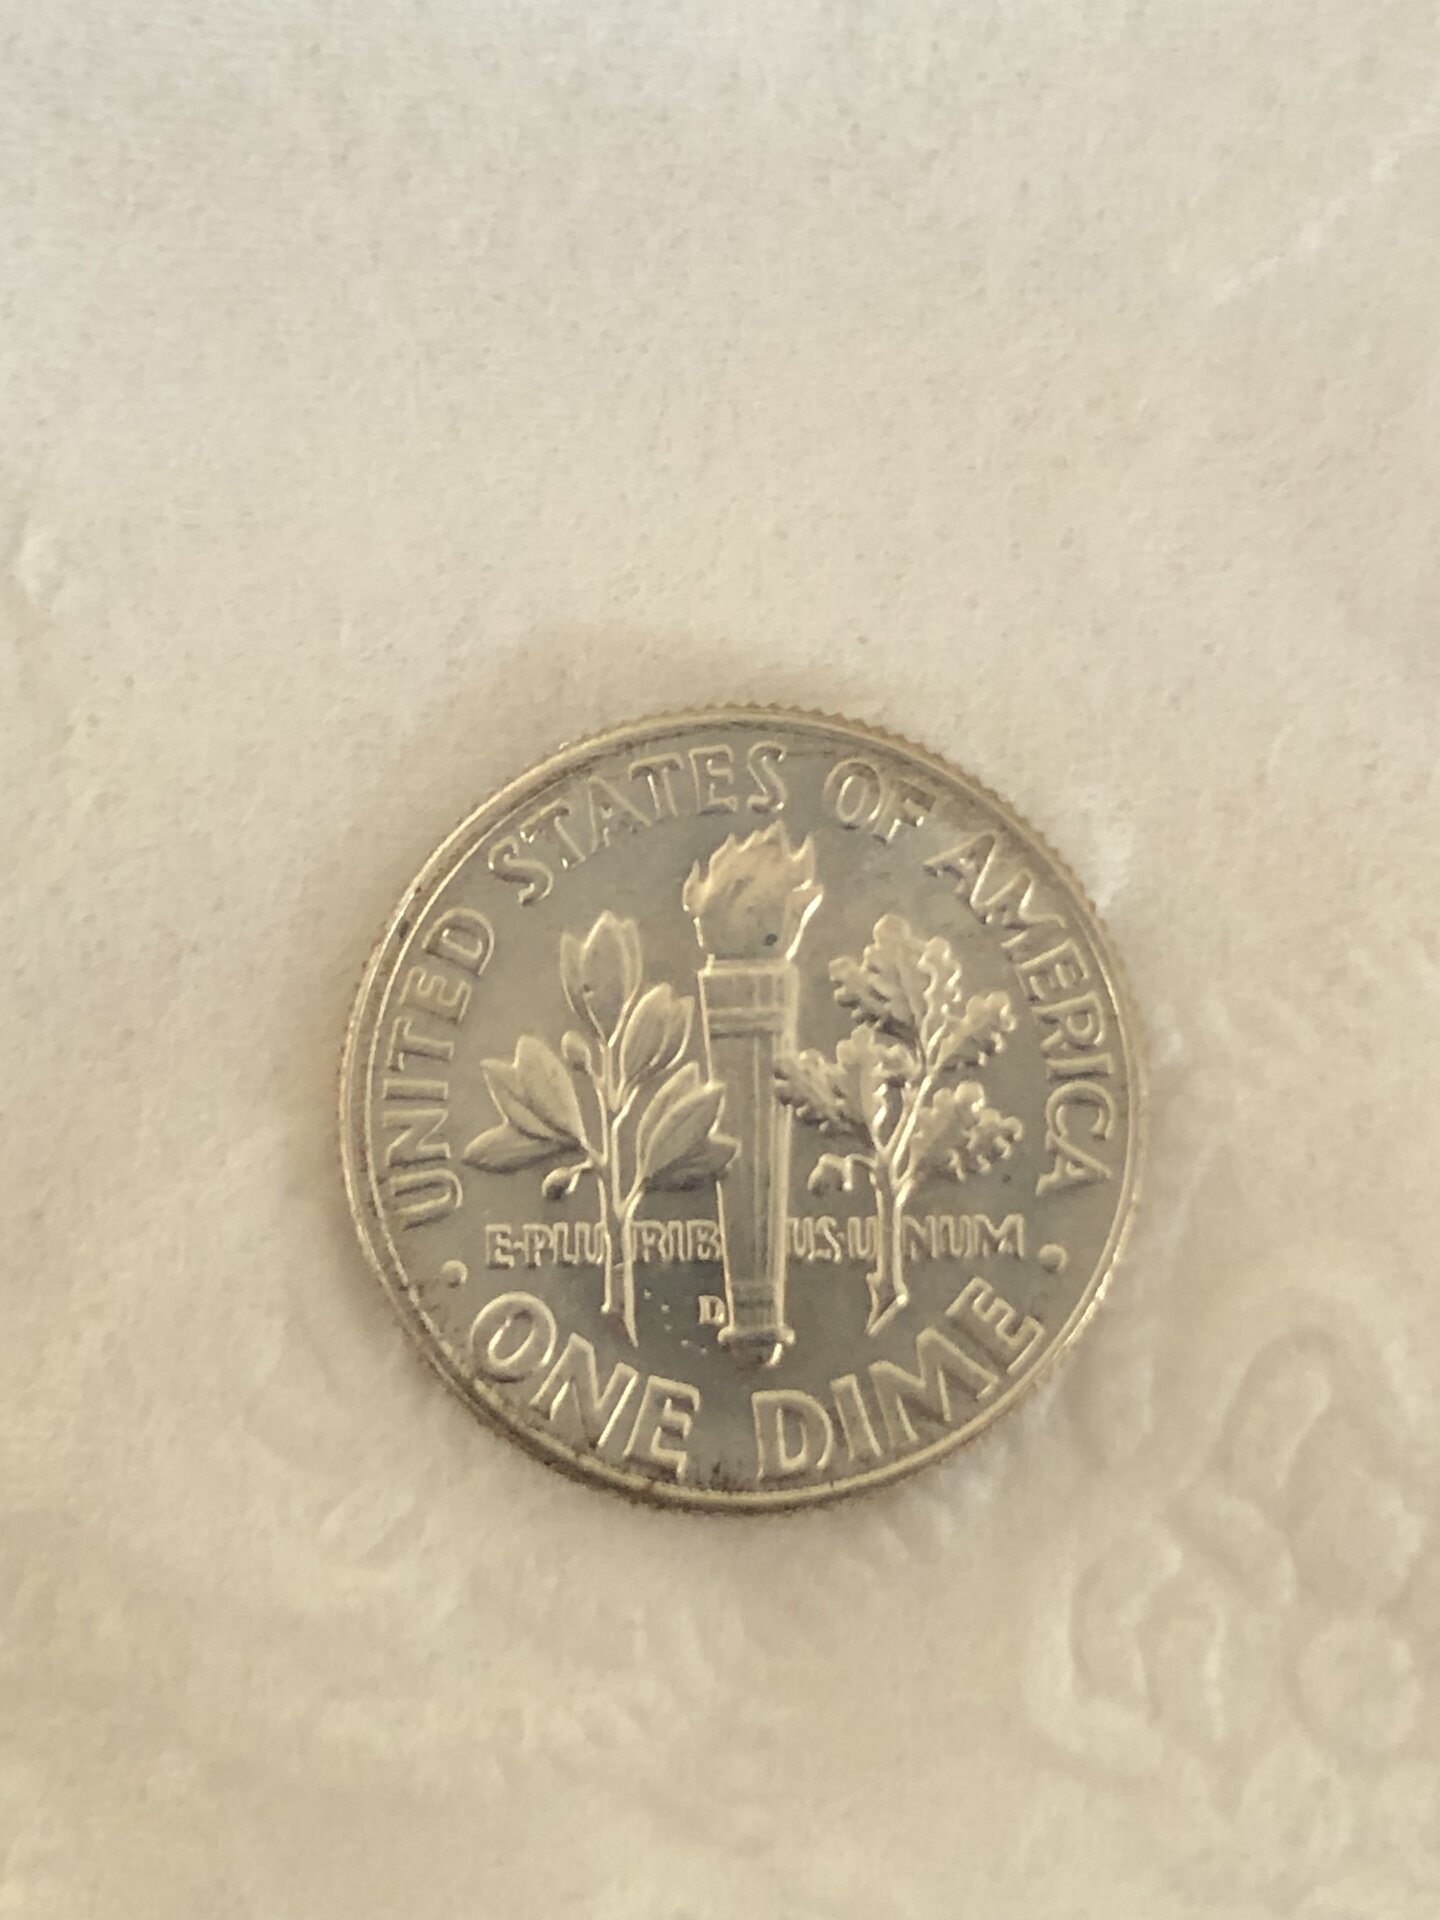 UNITED STATES OF AMERICA
E·PLURIBUS·UNUM
D
· ONE DIME ·